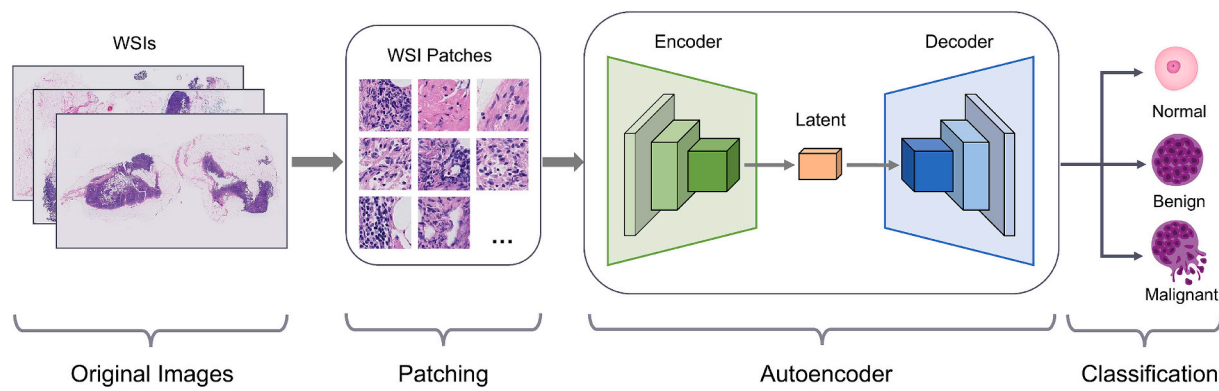 WSIs
WSI Patches
...
Encoder
Decoder
Latent
Normal
Benign
Malignant
Original Images
Patching
Autoencoder
Classification